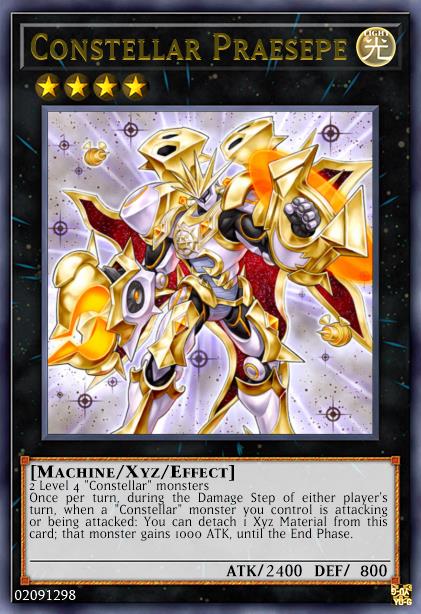 Constellar Praesepe
LIGHT
光
[Machine/Xyz/Effect]
2 Level 4 "Constellar" monsters
Once per turn, during the Damage Step of either player's
turn, when a "Constellar" monster you control is attacking
or being attacked: You can detach 1 Xyz Material from this
card; that monster gains 1000 ATK, until the End Phase.
ATK/2400 DEF/ 800
02091298